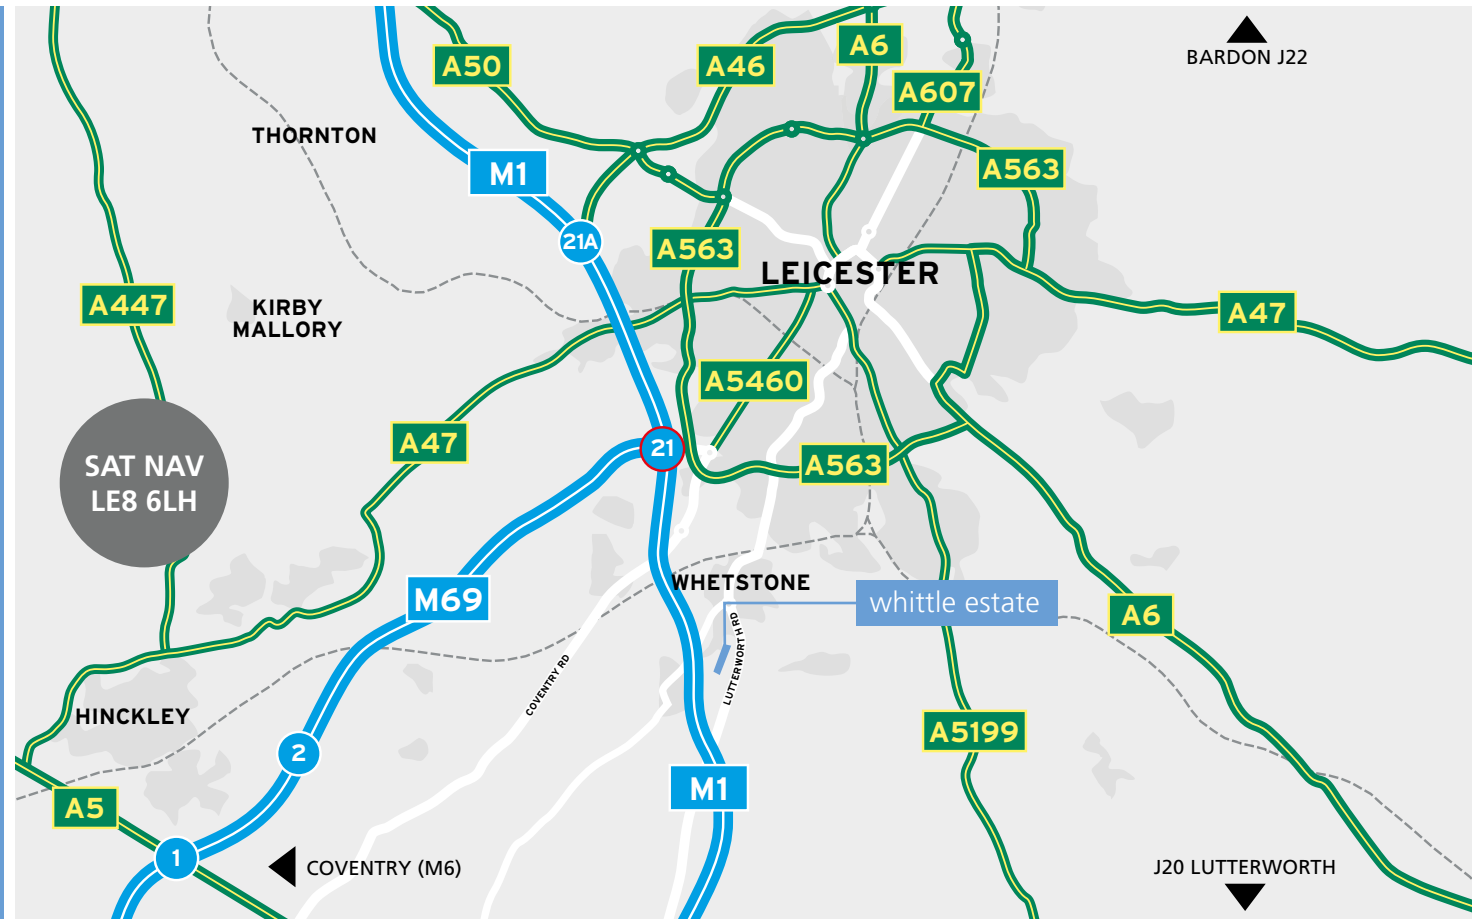 A50
A46
A6
BARDON J22
A607
THORNTON
M1
A563
21A
A563
LEICESTER
A447
KIRBY
MALLORY
A47
A5460
A47
21
SAT NAV
LE8 6LH
A563
WHETSTONE
M69
whittle estate
A6
LUTTERWORTH RD
COVENTRY RD
HINCKLEY
A5199
2
M1
A5
1
COVENTRY (M6)
J20 LUTTERWORTH